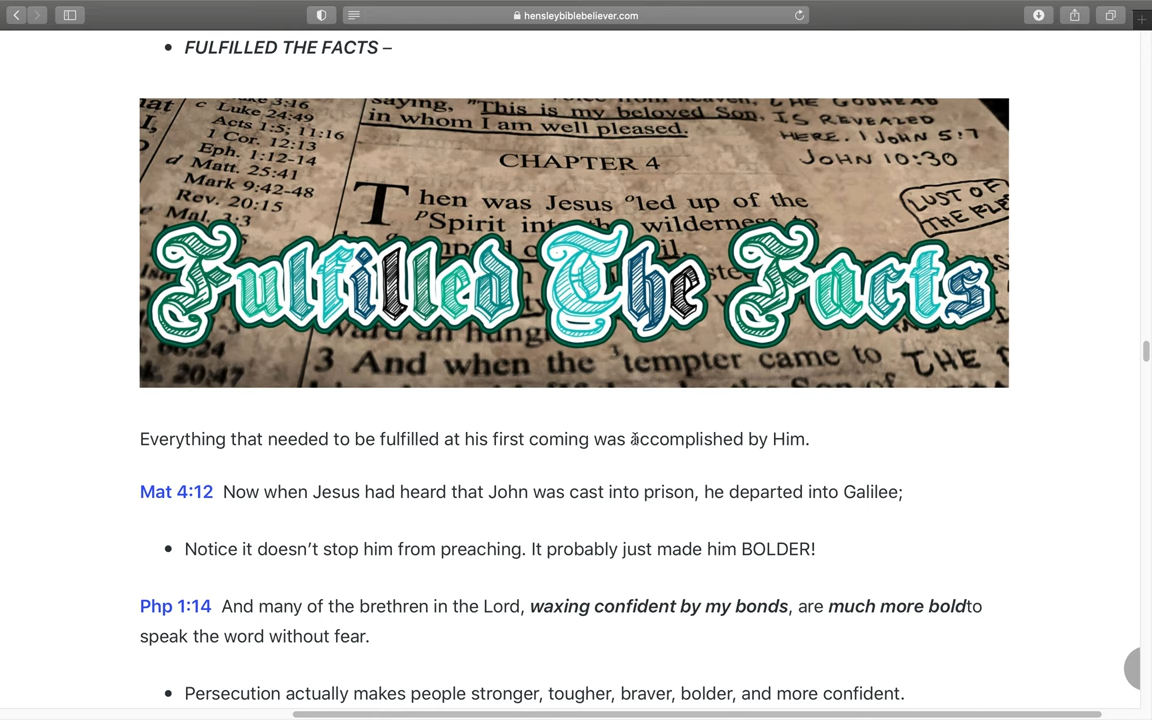 hensleybiblebeliever.com
• FULFILLED THE FACTS –
c Luke 24:49
Acts 1:5; 11:16
1 Cor. 12:13
Eph. 1:12-14
d Matt. 25:41
Mark 9:42-48
Rev. 20:15
e Mal. 3:3
saying, "This is my beloved Son,
in whom I am well pleased.
THE GODHEAD
IS REVEALED
HERE. 1 JOHN 5:7
JOHN 10:30
CHAPTER 4
LUST OF
THE
Then was Jesus led up of the
Spirit wilderness to
Fulfilled The Facts
3 And when the tempter came to THE
20:47
Everything that needed to be fulfilled at his first coming was accomplished by Him.
Mat 4:12 Now when Jesus had heard that John was cast into prison, he departed into Galilee;
• Notice it doesn’t stop him from preaching. It probably just made him BOLDER!
Php 1:14 And many of the brethren in the Lord, waxing confident by my bonds, are much more boldto
speak the word without fear.
• Persecution actually makes people stronger, tougher, braver, bolder, and more confident.